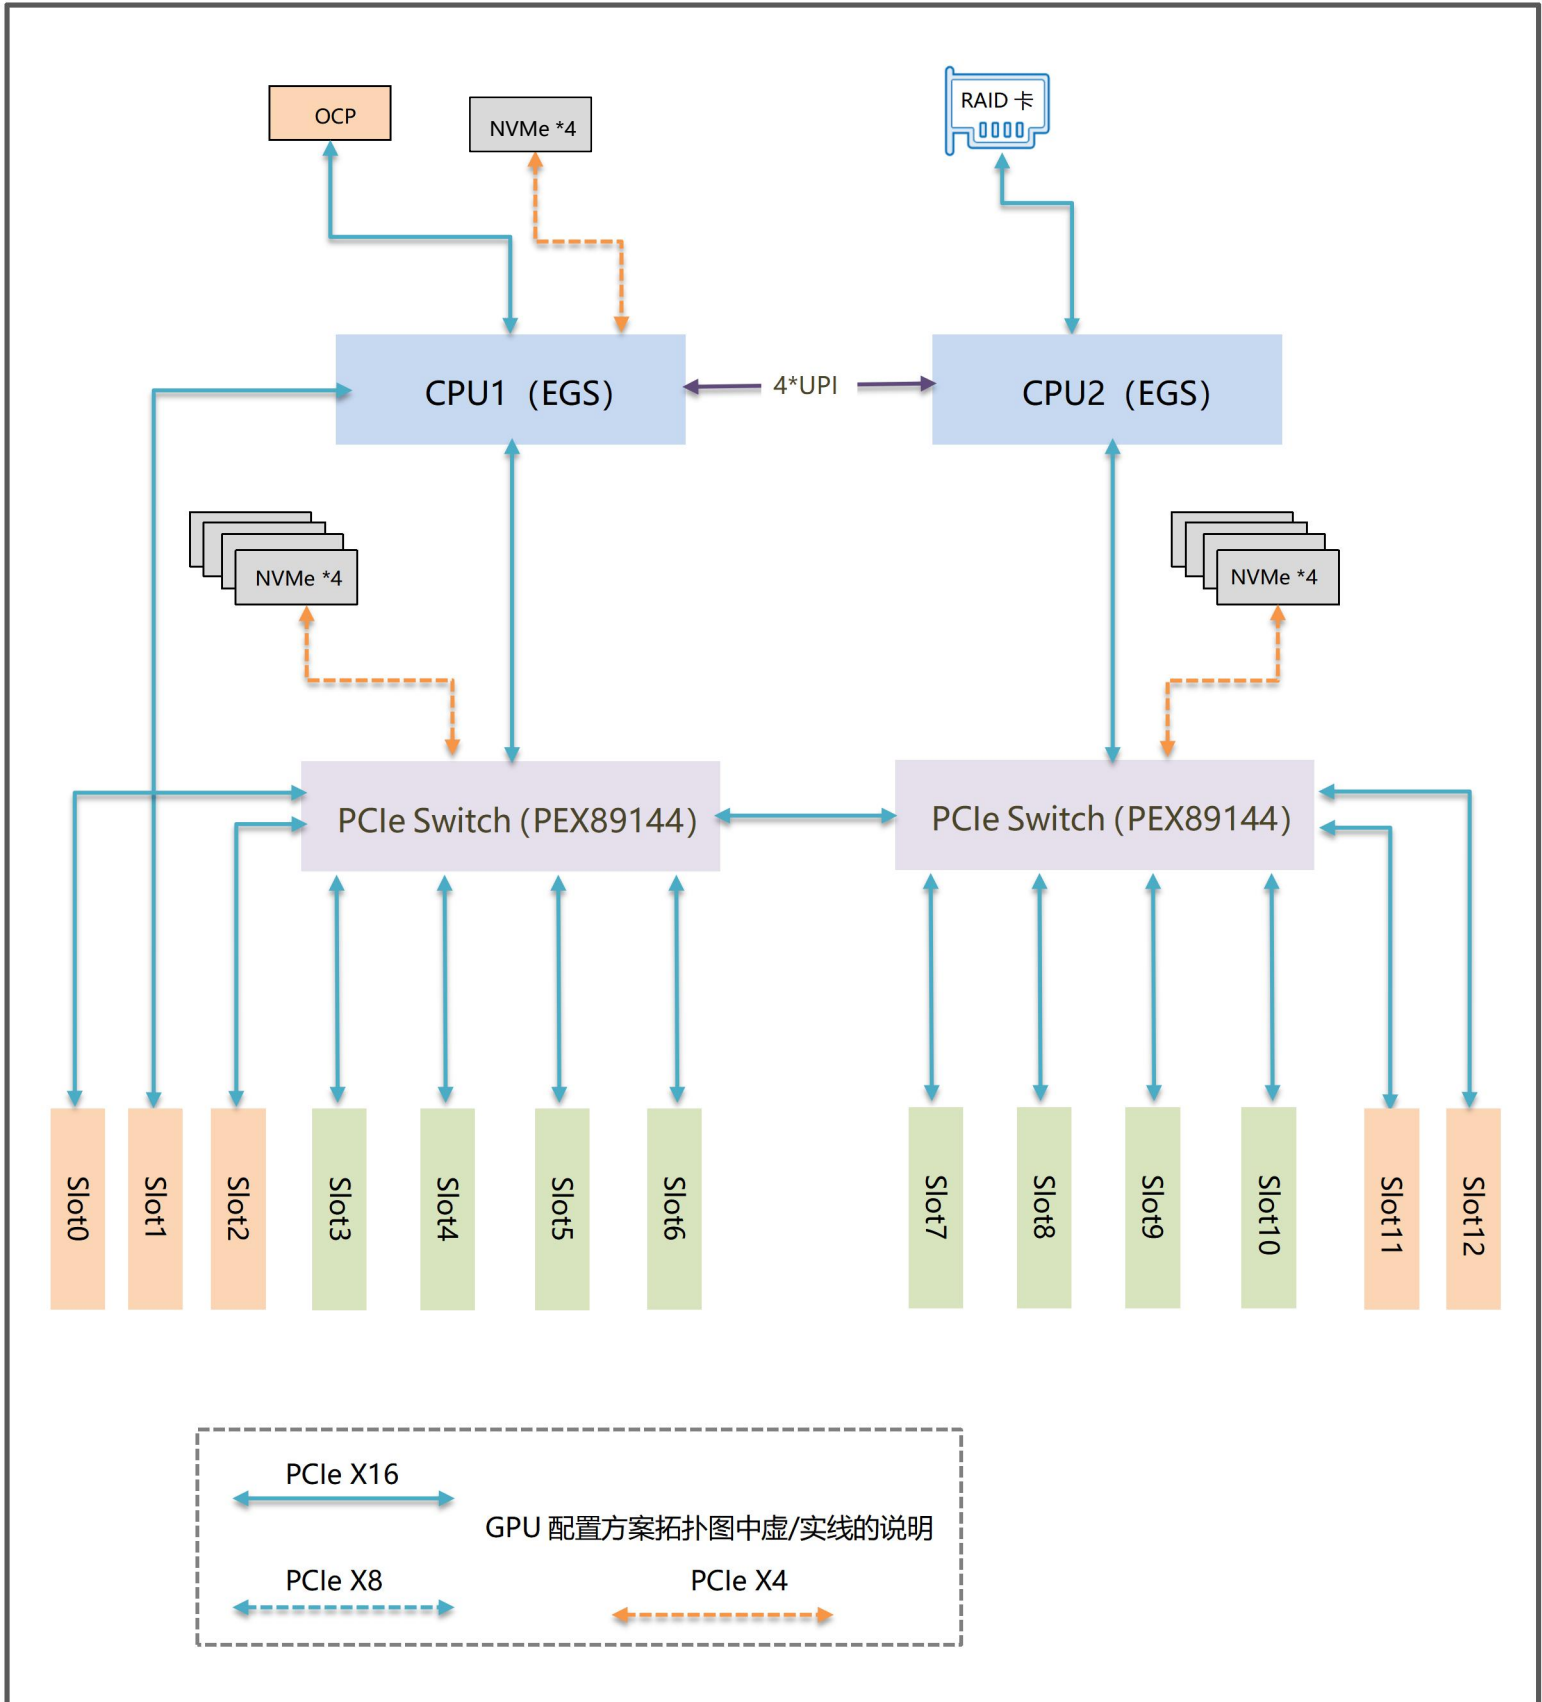 OCP
NVMe *4
RAID 卡
CPU1（EGS）
4*UPI
CPU2（EGS）
NVMe *4
NVMe *4
PCIe Switch（PEX89144）
PCIe Switch（PEX89144）
Slot0
Slot1
Slot2
Slot3
Slot4
Slot5
Slot6
Slot7
Slot8
Slot9
Slot10
Slot11
Slot12
PCIe X16
GPU 配置方案拓扑图中虚/实线的说明
PCIe X8
PCIe X4